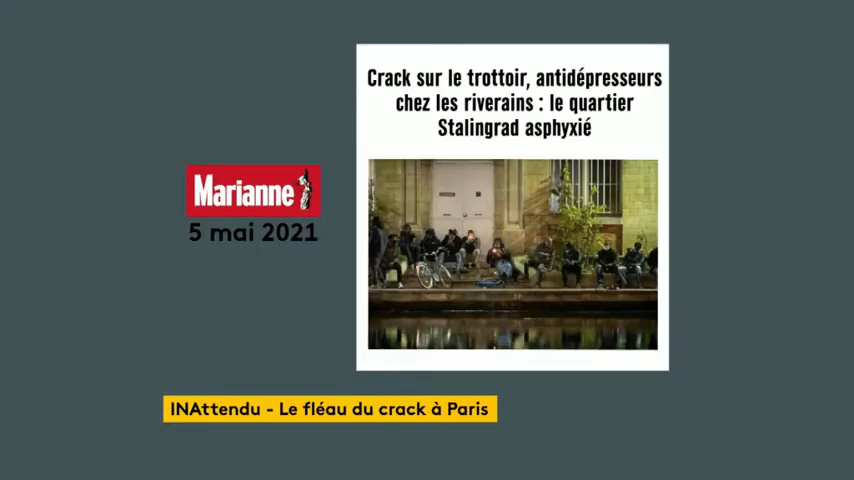 Crack sur le trottoir, antidépresseurs
chez les riverains : le quartier
Stalingrad asphyxié
Marianne
5 mai 2021
INAttendu - Le fléau du crack à Paris